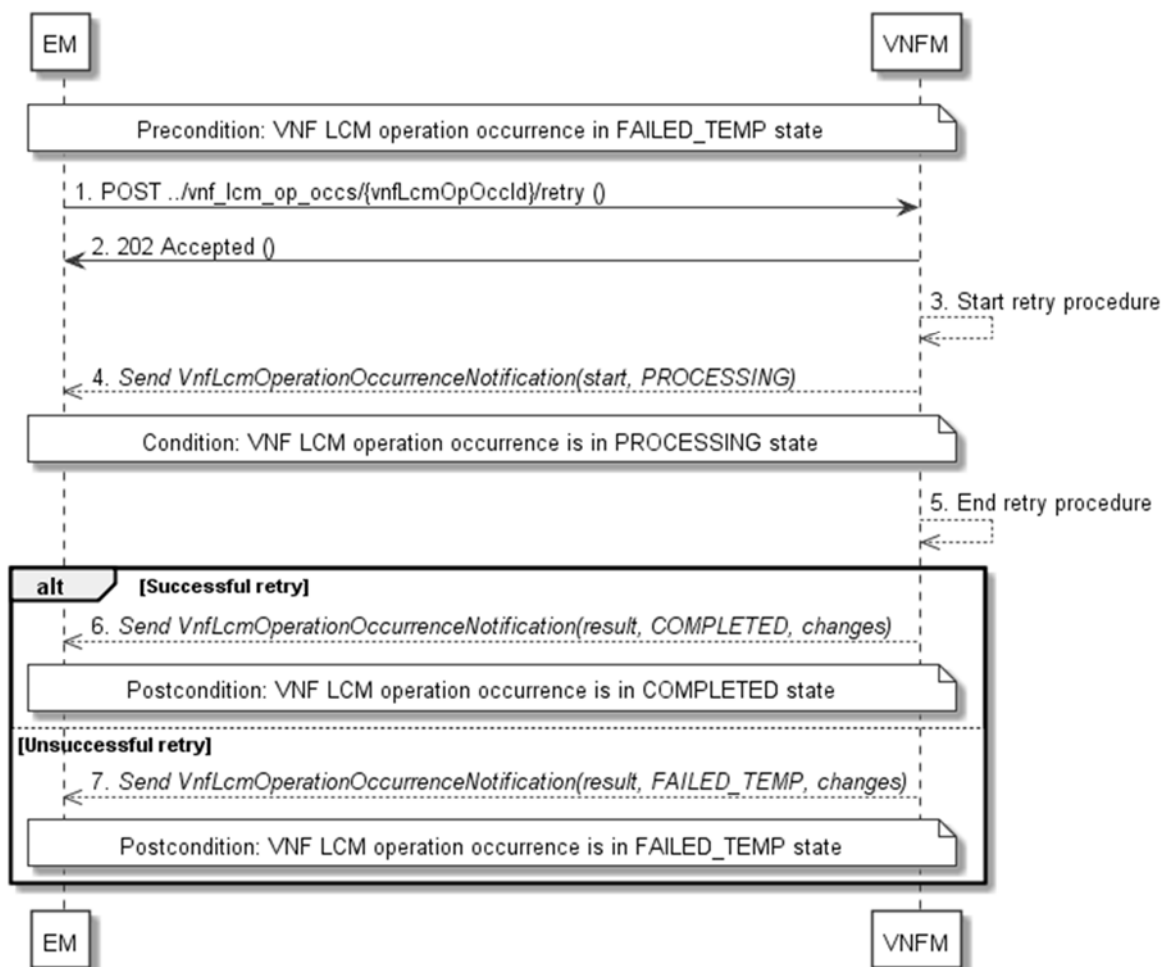 EM VNFM
Precondition: VNF LCM operation occurrence in FAILED_TEMP state
1. POST ../vnf_lcm_op_occs/{vnfLcmOpOccId}/retry ()
2. 202 Accepted ()
3. Start retry procedure
4. Send VnfLcmOperationOccurrenceNotification(start, PROCESSING)
Condition: VNF LCM operation occurrence is in PROCESSING state
5. End retry procedure
alt [Successful retry]
6. Send VnfLcmOperationOccurrenceNotification(result, COMPLETED, changes)
Postcondition: VNF LCM operation occurrence is in COMPLETED state
[Unsuccessful retry]
7. Send VnfLcmOperationOccurrenceNotification(result, FAILED_TEMP, changes)
Postcondition: VNF LCM operation occurrence is in FAILED_TEMP state
EM VNFM